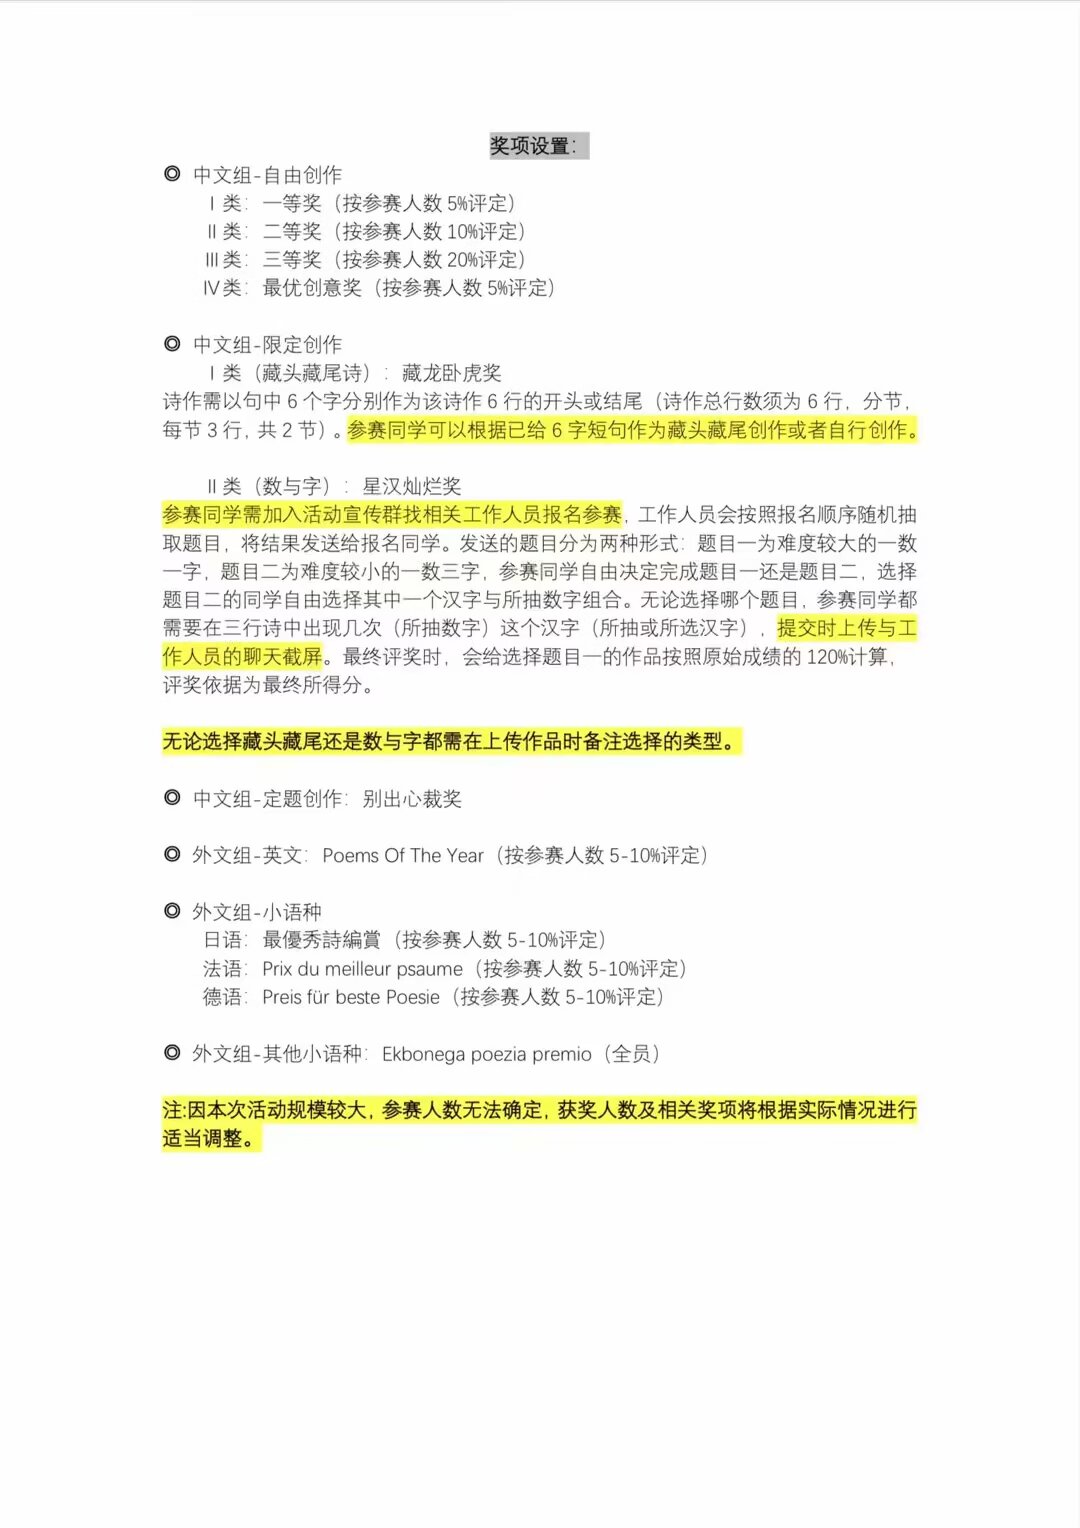 奖项设置：
◎ 中文组-自由创作
Ⅰ类：一等奖（按参赛人数 5%评定）
Ⅱ类：二等奖（按参赛人数 10%评定）
Ⅲ类：三等奖（按参赛人数 20%评定）
Ⅳ类：最优创意奖（按参赛人数 5%评定）
◎ 中文组-限定创作
Ⅰ类（藏头藏尾诗）：藏龙卧虎奖
诗作需以句中 6 个字分别作为该诗作 6 行的开头或结尾（诗作总行数须为 6 行，分节，
每节 3 行，共 2 节）。参赛同学可以根据已给 6 字短句作为藏头藏尾创作或者自行创作。
Ⅱ类（数与字）：星汉灿烂奖
参赛同学需加入活动宣传群找相关工作人员报名参赛，工作人员会按照报名顺序随机抽
取题目，将结果发送给报名同学。发送的题目分为两种形式：题目一为难度较大的一数
一字，题目二为难度较小的一数三字，参赛同学自由决定完成题目一还是题目二，选择
题目二的同学自由选择其中一个汉字与所抽数字组合。无论选择哪个题目，参赛同学都
需要在三行诗中出现几次（所抽数字）这个汉字（所抽或所选汉字），提交时上传与工
作人员的聊天截屏。最终评奖时，会给选择题目一的作品按照原始成绩的 120%计算，
评奖依据为最终所得分。
无论选择藏头藏尾还是数与字都需在上传作品时备注选择的类型。
◎ 中文组-定题创作：别出心裁奖
◎ 外文组-英文：Poems Of The Year（按参赛人数 5-10%评定）
◎ 外文组-小语种
日语：最優秀詩編賞（按参赛人数 5-10%评定）
法语：Prix du meilleur psaume（按参赛人数 5-10%评定）
德语：Preis für beste Poesie（按参赛人数 5-10%评定）
◎ 外文组-其他小语种：Ekbonega poezia premio（全员）
注:因本次活动规模较大，参赛人数无法确定，获奖人数及相关奖项将根据实际情况进行
适当调整。